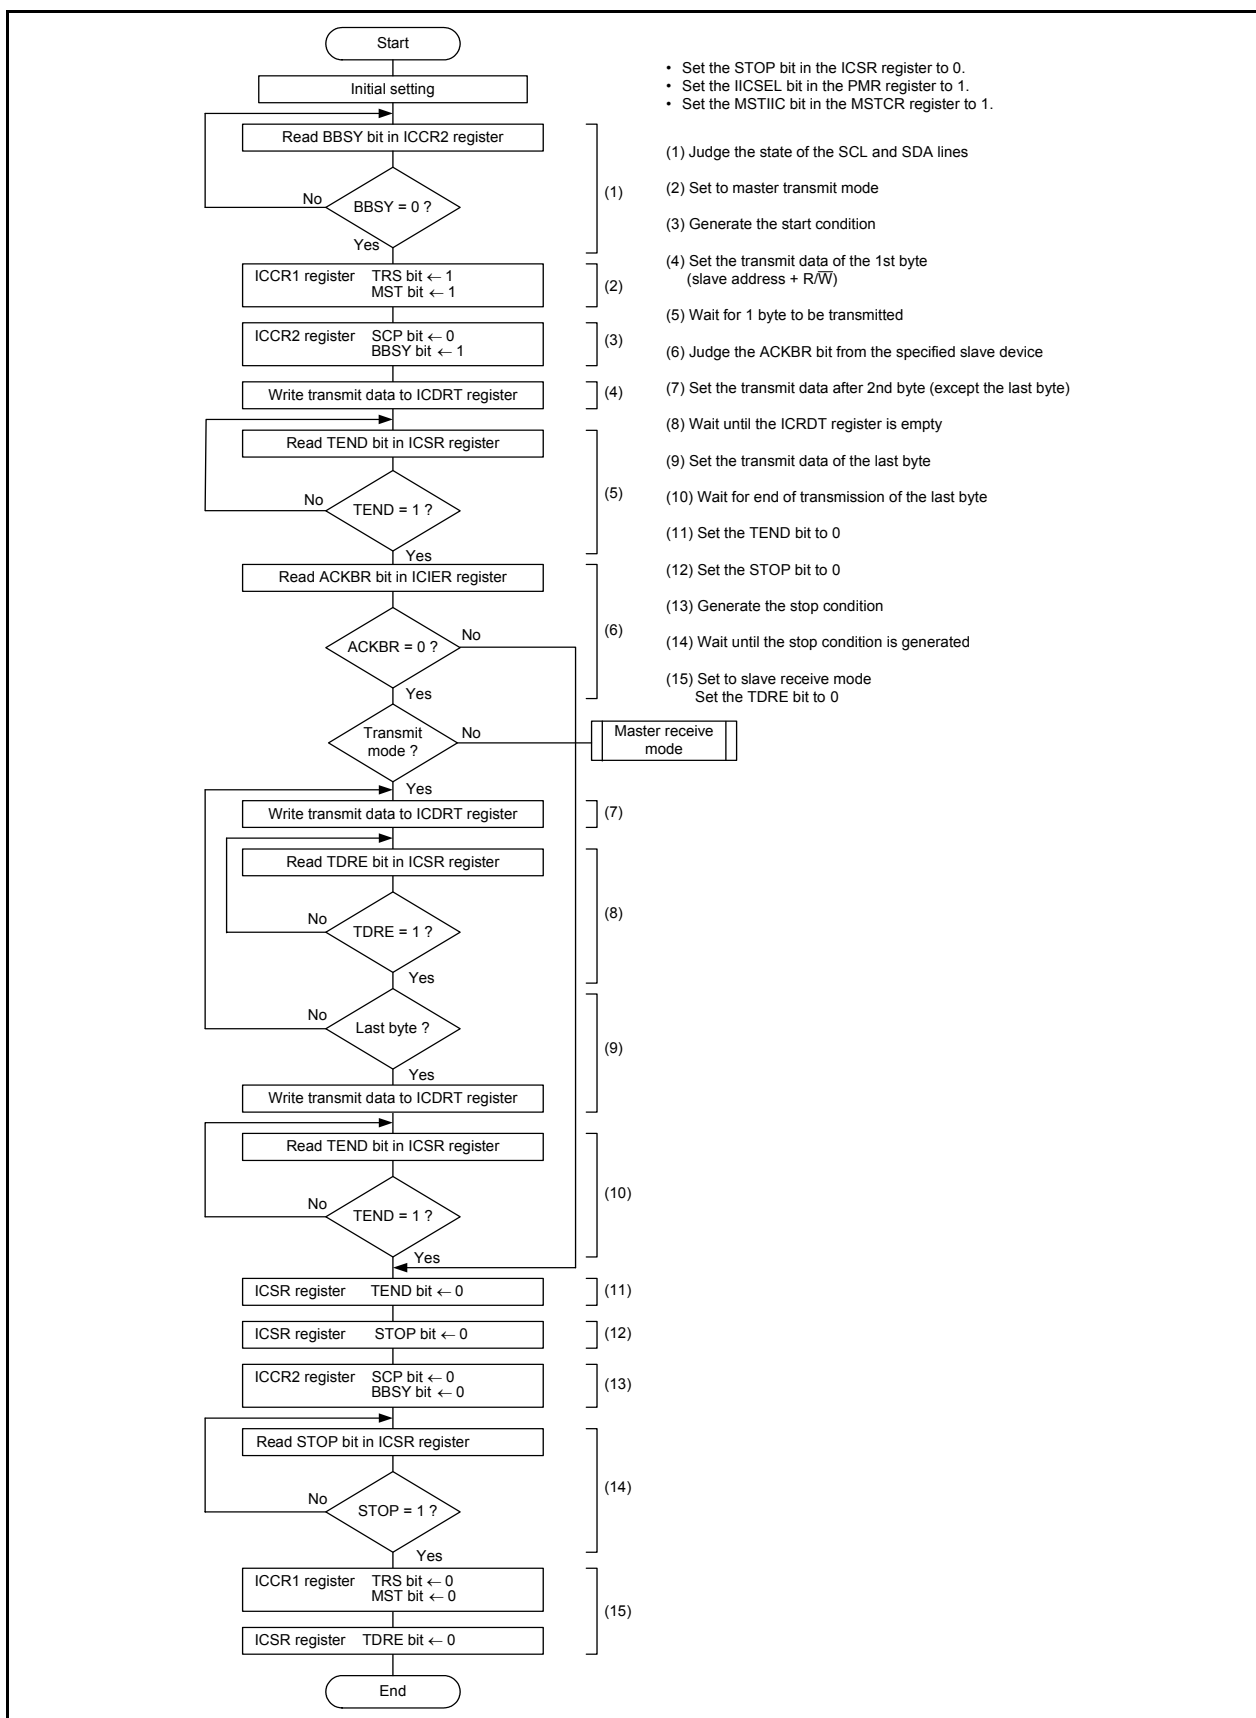 Start
Initial setting
Read BBSY bit in ICCR2 register
No
BBSY = 0 ?
Yes
(1)
ICCR1 register TRS bit ← 1
MST bit ← 1
(2)
ICCR2 register SCP bit ← 0
BBSY bit ← 1
(3)
Write transmit data to ICDRT register
(4)
Read TEND bit in ICSR register
No
TEND = 1 ?
Yes
(5)
Read ACKBR bit in ICIER register
ACKBR = 0 ?
No
Yes
(6)
Transmit
mode ?
No
Yes
Master receive
mode
Write transmit data to ICDRT register
(7)
Read TDRE bit in ICSR register
No
TDRE = 1 ?
Yes
(8)
No
Last byte ?
Yes
(9)
Write transmit data to ICDRT register
Read TEND bit in ICSR register
No
TEND = 1 ?
Yes
(10)
ICSR register TEND bit ← 0
(11)
ICSR register STOP bit ← 0
(12)
ICCR2 register SCP bit ← 0
BBSY bit ← 0
(13)
Read STOP bit in ICSR register
No
STOP = 1 ?
Yes
(14)
ICCR1 register TRS bit ← 0
MST bit ← 0
(15)
ICSR register TDRE bit ← 0
End
• Set the STOP bit in the ICSR register to 0.
• Set the IICSEL bit in the PMR register to 1.
• Set the MSTIIC bit in the MSTCR register to 1.
(1) Judge the state of the SCL and SDA lines
(2) Set to master transmit mode
(3) Generate the start condition
(4) Set the transmit data of the 1st byte
(slave address + R/W̅)
(5) Wait for 1 byte to be transmitted
(6) Judge the ACKBR bit from the specified slave device
(7) Set the transmit data after 2nd byte (except the last byte)
(8) Wait until the ICRDT register is empty
(9) Set the transmit data of the last byte
(10) Wait for end of transmission of the last byte
(11) Set the TEND bit to 0
(12) Set the STOP bit to 0
(13) Generate the stop condition
(14) Wait until the stop condition is generated
(15) Set to slave receive mode
Set the TDRE bit to 0